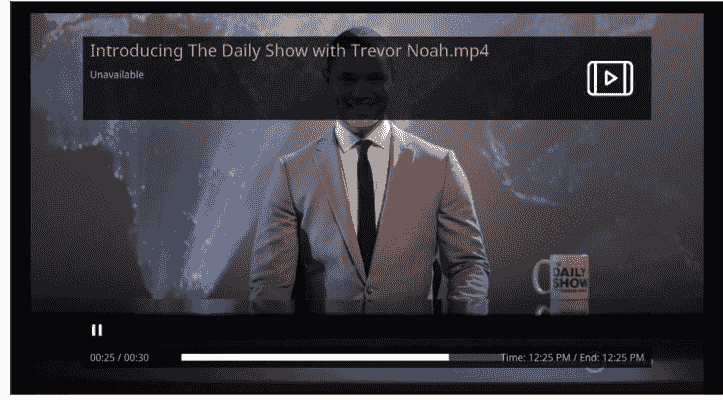 Introducing The Daily Show with Trevor Noah.mp4
Unavailable
DAILY
SHOW
00:25 / 00:30
Time: 12:25 PM / End: 12:25 PM